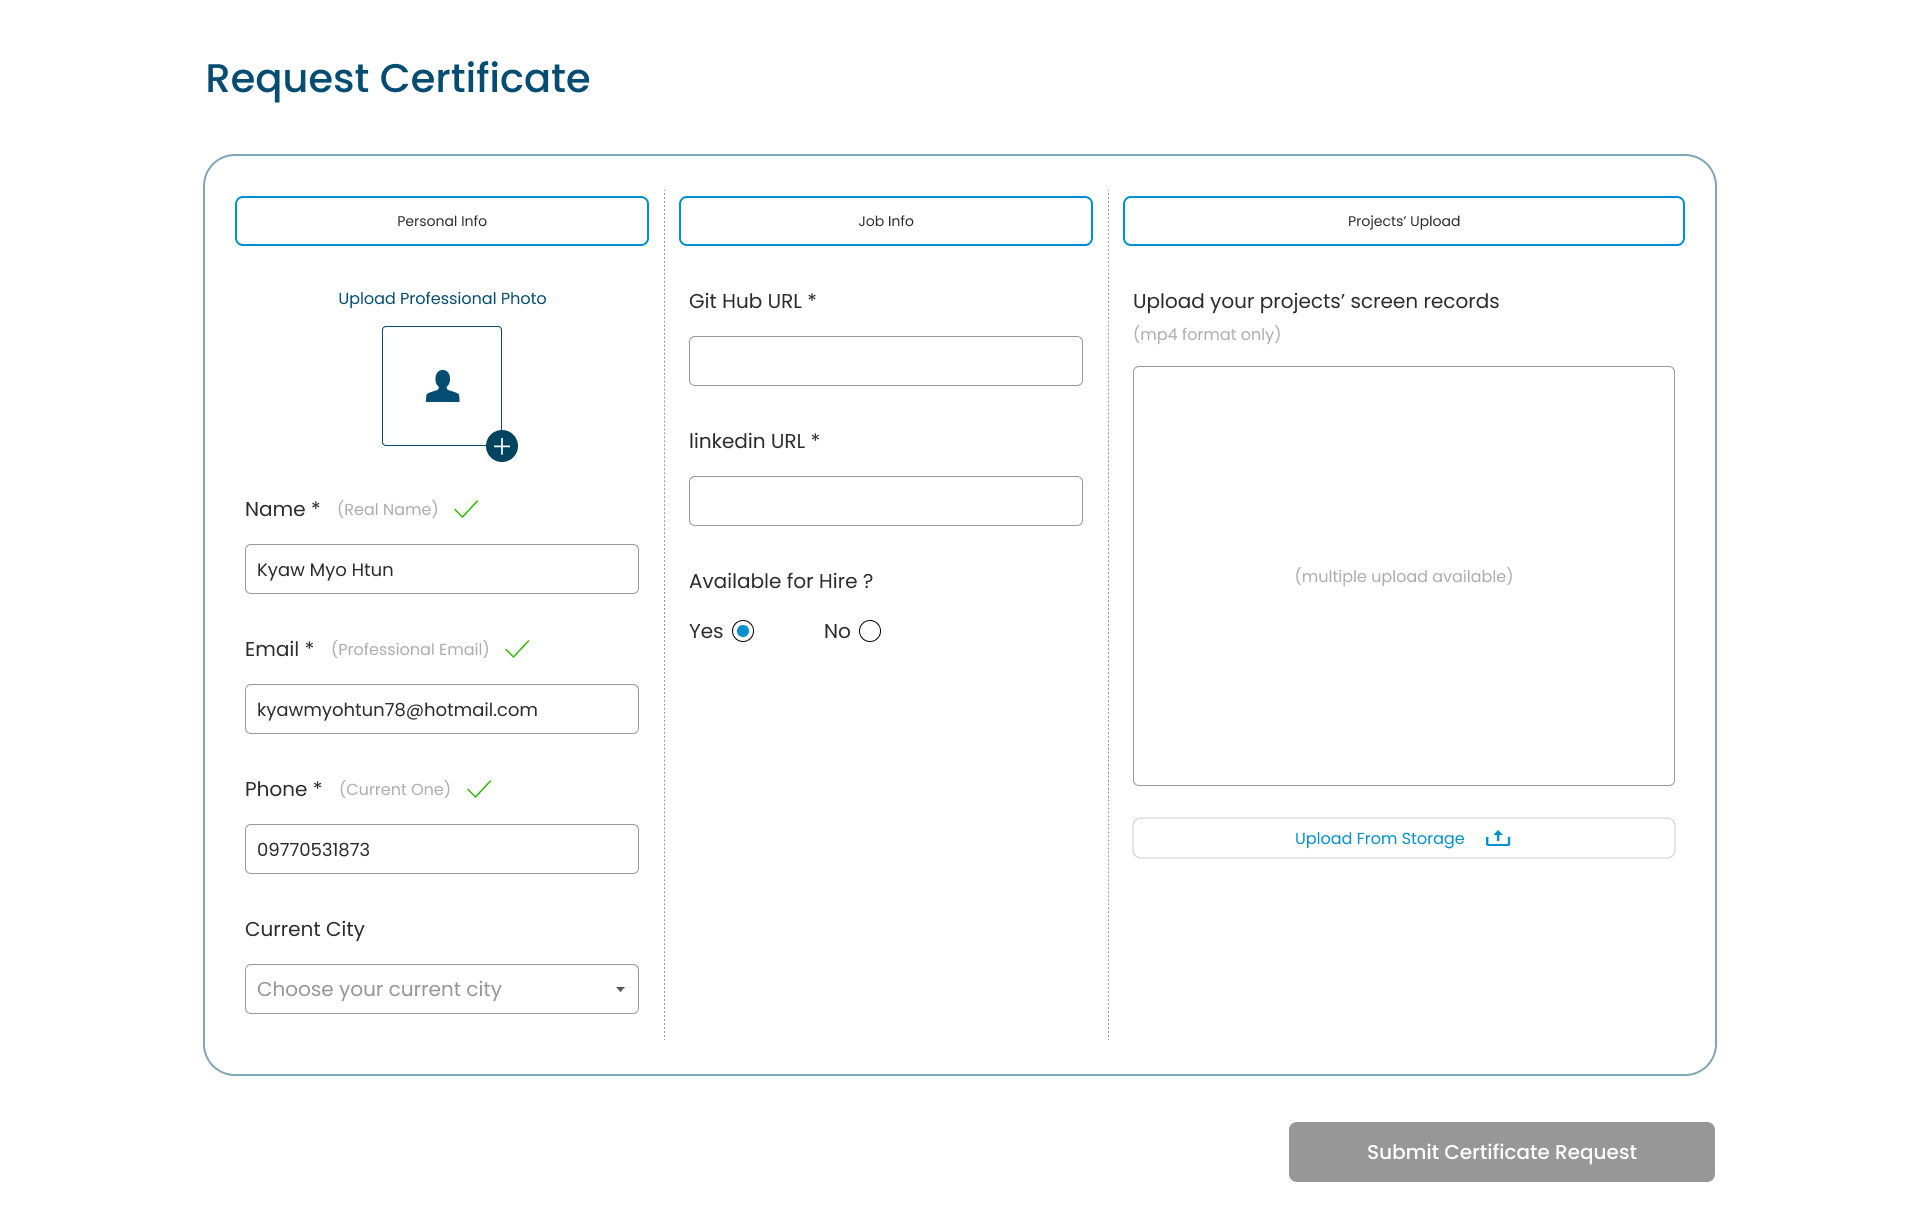 Request Certificate
Personal Info
Upload Professional Photo
Name * (Real Name)
Kyaw Myo Htun
Email * (Professional Email)
kyawmyohtun78@hotmail.com
Phone * (Current One)
09770531873
Current City
Choose your current city
Job Info
Git Hub URL *
linkedin URL *
Available for Hire ?
Yes No
Projects’ Upload
Upload your projects’ screen records
(mp4 format only)
(multiple upload available)
Upload From Storage
Submit Certificate Request